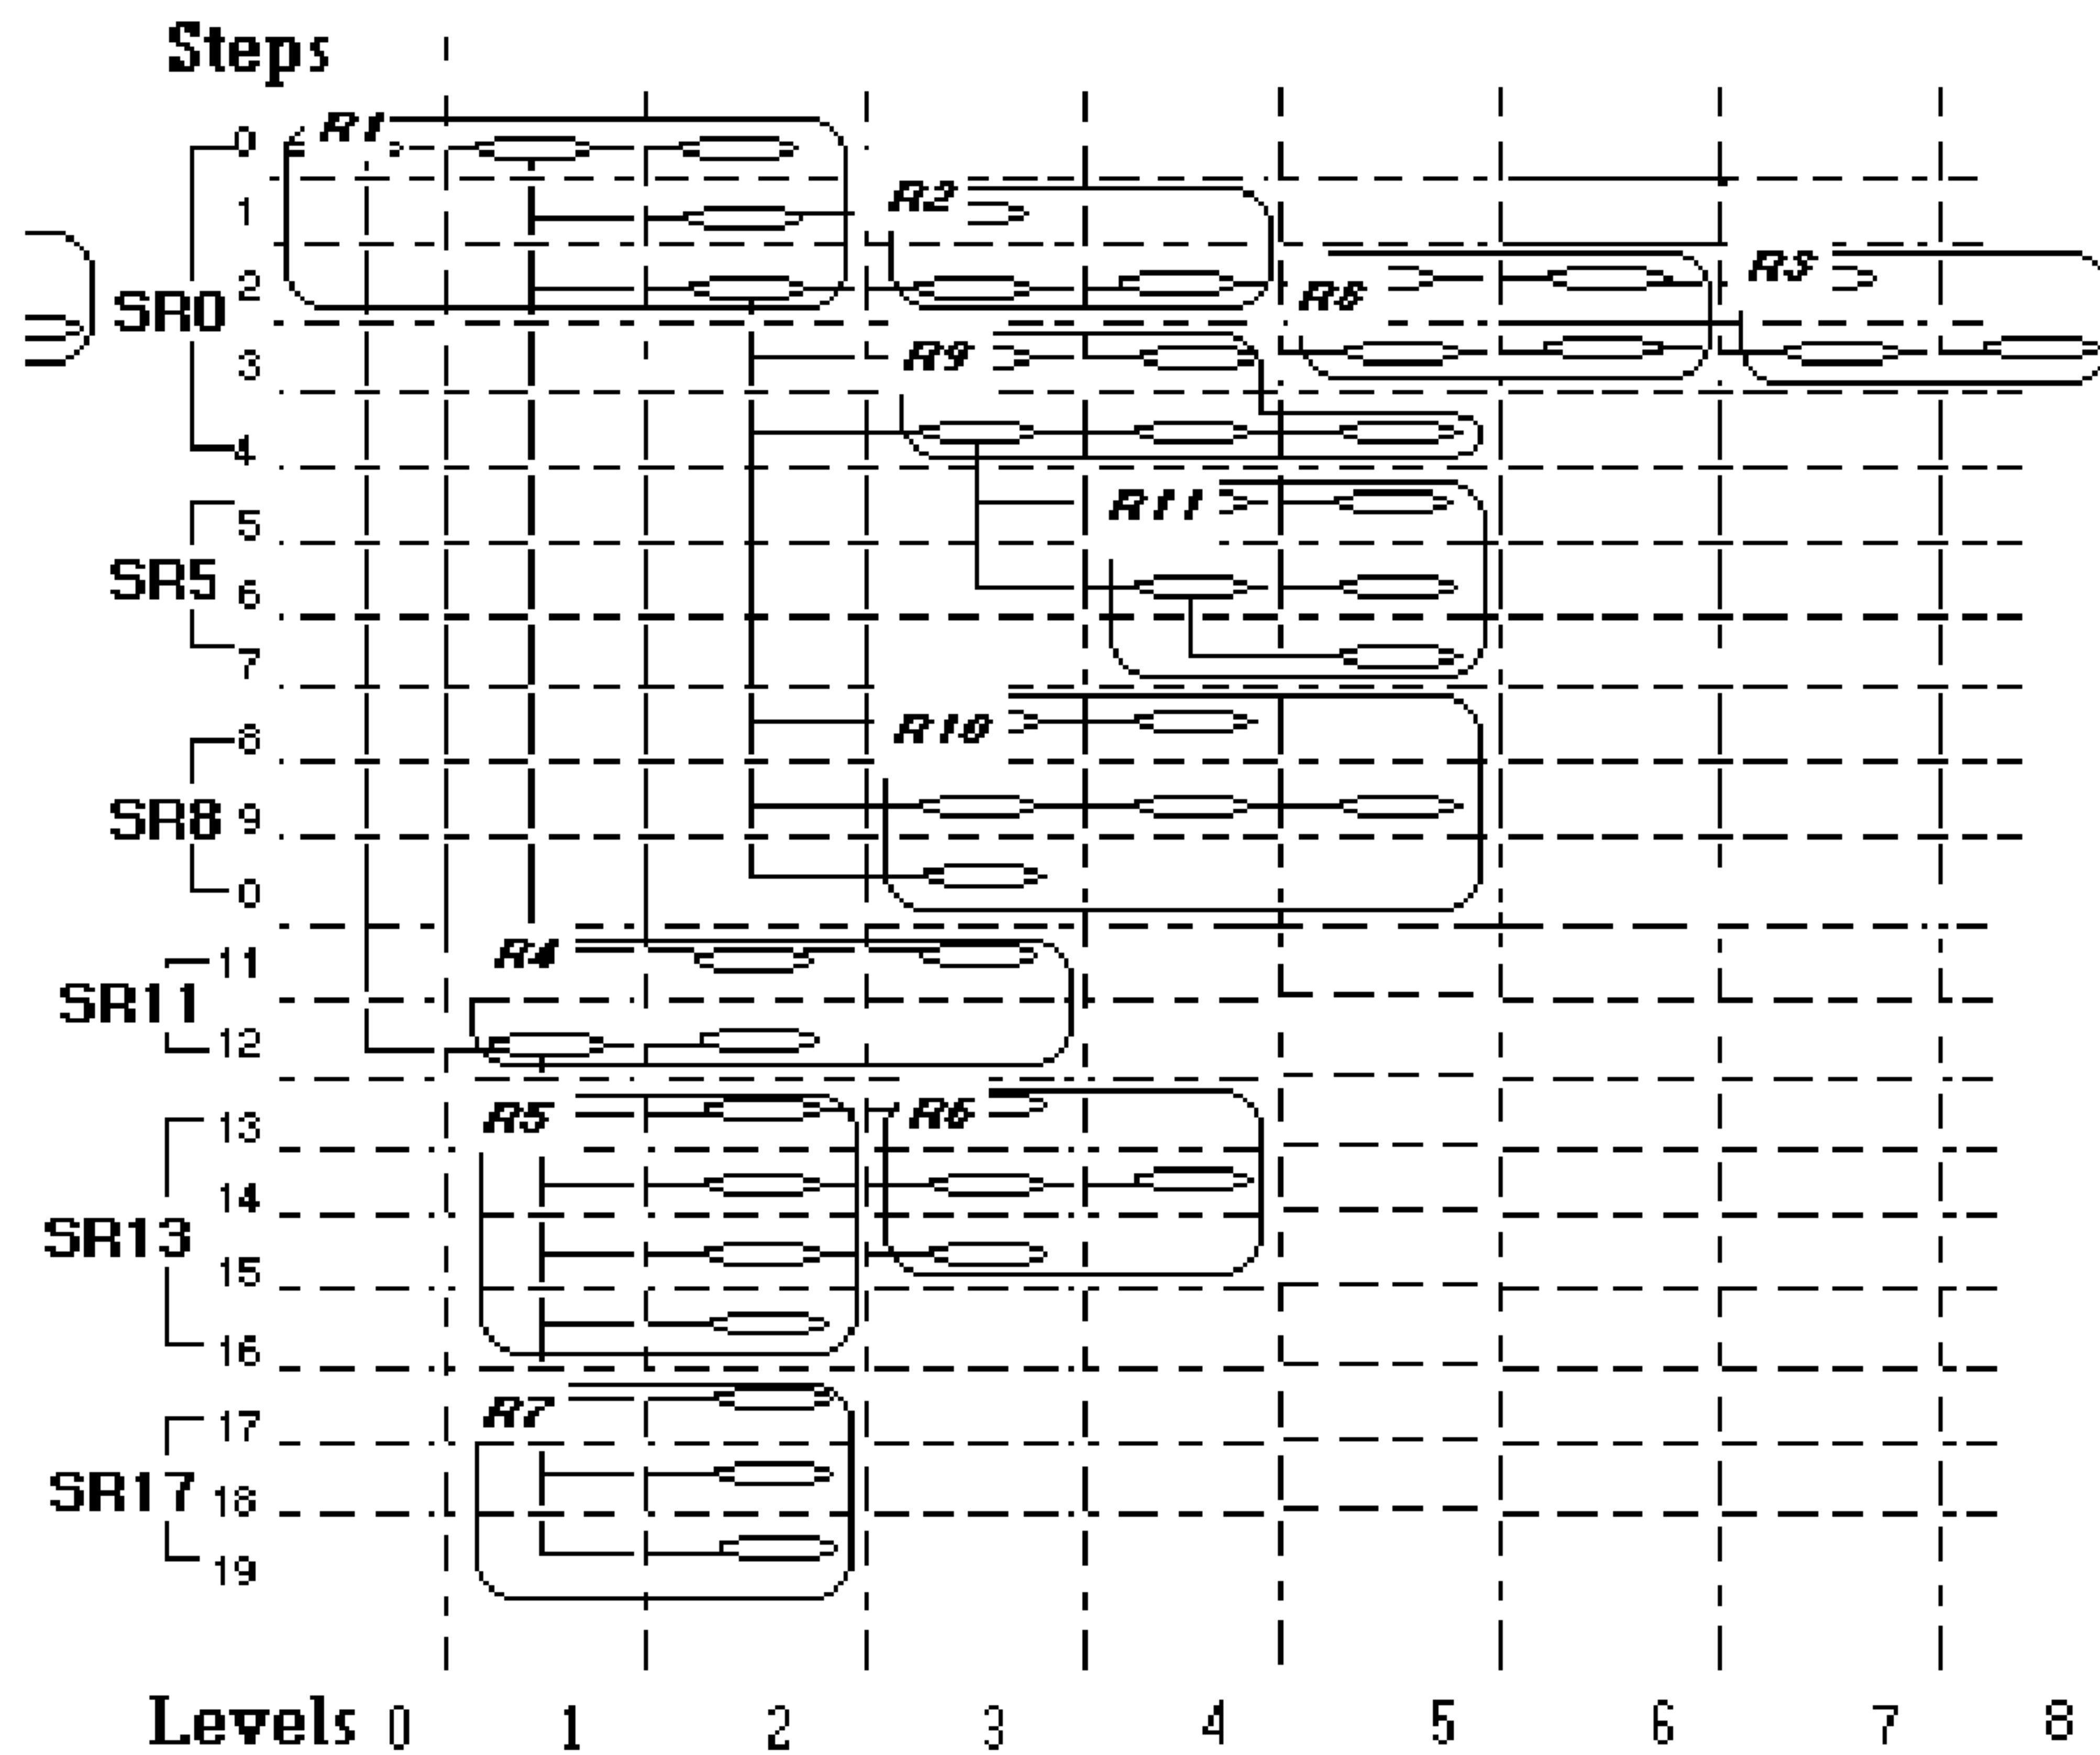 Steps
R1
0
R2
1
R3
2
R8
SR0
3
R9
4
R11
5
SR5
6
7
R10
8
SR8
9
0
R4
11
SR11
12
R5
R6
13
14
SR13
15
16
R7
17
SR17
18
19
Levels 0 1 2 3 4 5 6 7 8